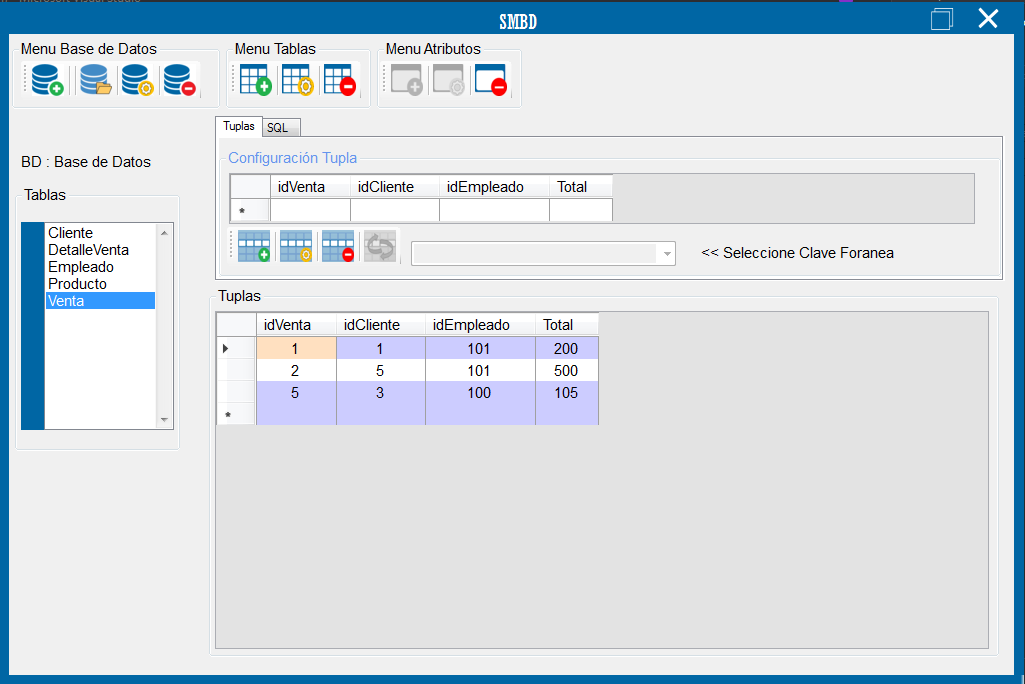 SMBD
Menu Base de Datos
Menu Tablas
Menu Atributos
Tuplas
SQL
BD : Base de Datos
Configuración Tupla
idVenta idCliente idEmpleado Total
*
<< Seleccione Clave Foranea
Tablas
Cliente
DetalleVenta
Empleado
Producto
Venta
Tuplas
idVenta idCliente idEmpleado Total
1 1 101 200
2 5 101 500
5 3 100 105
*